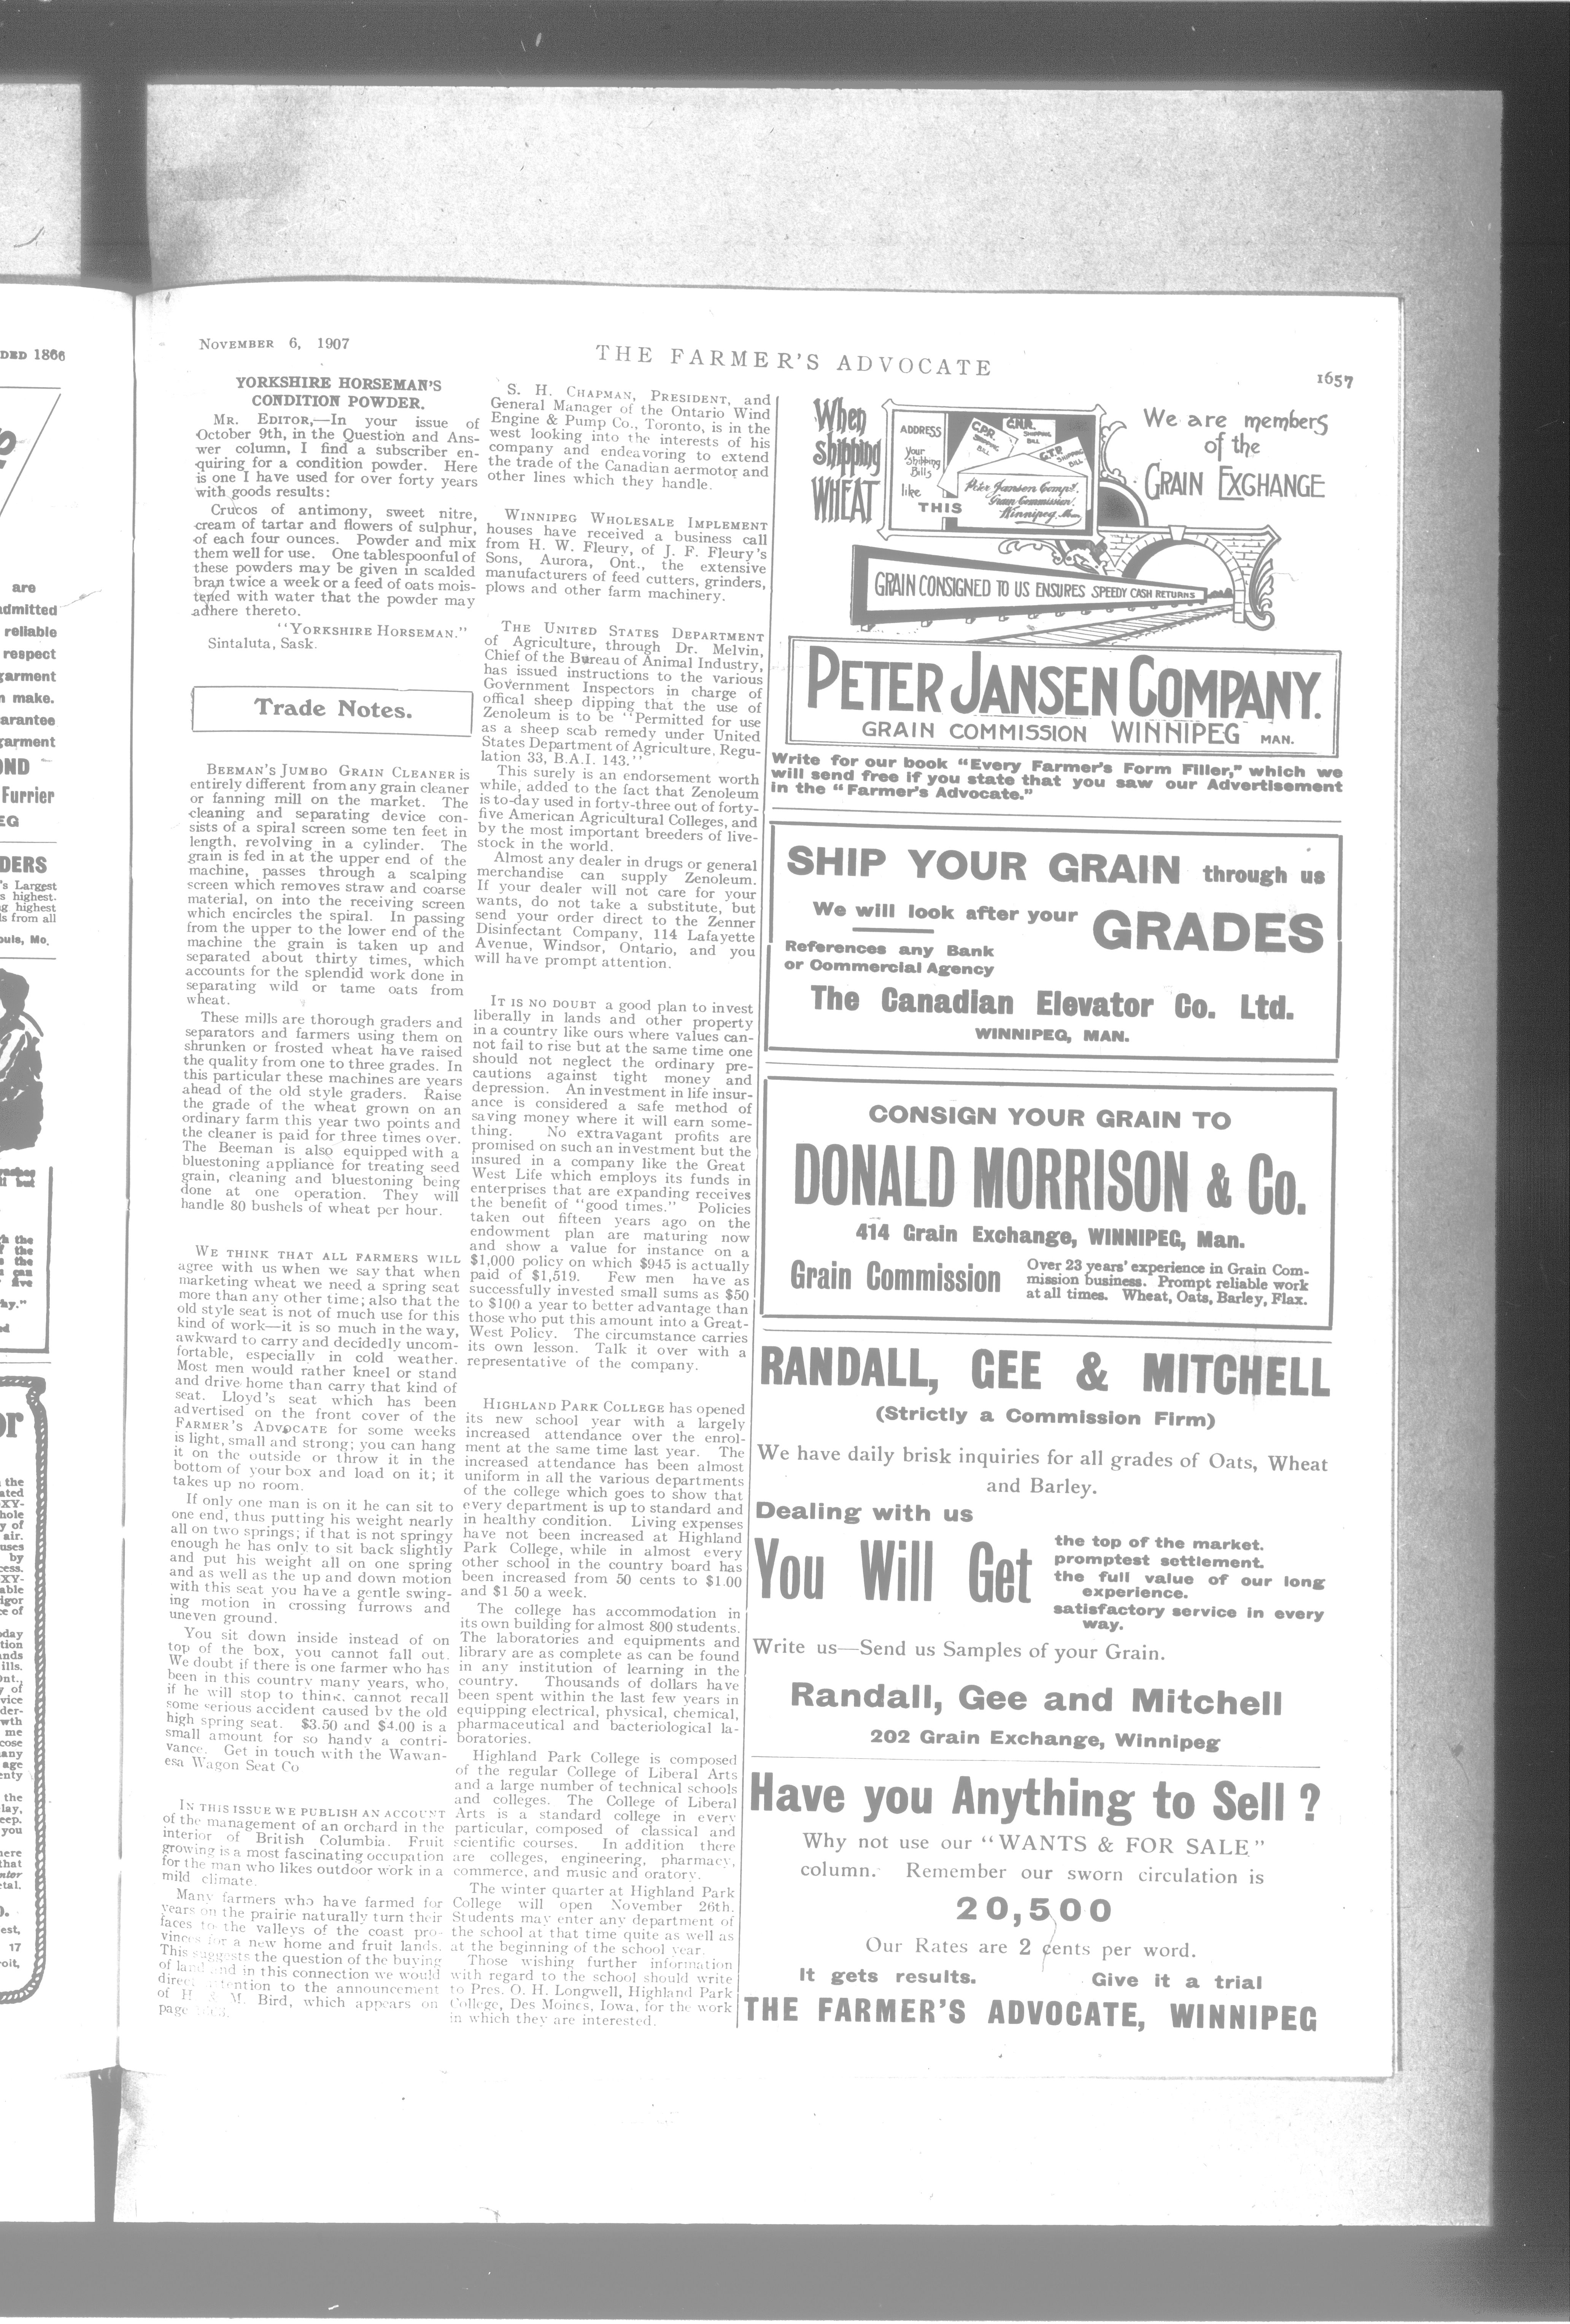 NOVEMBER 6, 1907
THE FARMER'S ADVOCATE
1657
YORKSHIRE HORSEMAN'S
CONDITION POWDER.
MR. EDITOR,—In your issue of
October 9th, in the Question and Ans-
wer column, I find a subscriber en-
quiring for a condition powder. Here
is one I have used for over forty years
with goods results:
Crucos of antimony, sweet nitre,
cream of tartar and flowers of sulphur,
of each four ounces. Powder and mix
them well for use. One tablespoonful of
these powders may be given in scalded
bran twice a week or a feed of oats mois-
tened with water that the powder may
adhere thereto.
"YORKSHIRE HORSEMAN."
Sintaluta, Sask.
Trade Notes.
BEEMAN'S JUMBO GRAIN CLEANER is
entirely different from any grain cleaner
or fanning mill on the market. The
cleaning and separating device con-
sists of a spiral screen some ten feet in
length, revolving in a cylinder. The
grain is fed in at the upper end of the
machine, passes through a scalping
screen which removes straw and coarse
material, on into the receiving screen
which encircles the spiral. In passing
from the upper to the lower end of the
machine the grain is taken up and
separated about thirty times, which
accounts for the splendid work done in
separating wild or tame oats from
wheat.
These mills are thorough graders and
separators and farmers using them on
shrunken or frosted wheat have raised
the quality from one to three grades. In
this particular these machines are years
ahead of the old style graders. Raise
the grade of the wheat grown on an
ordinary farm this year two points and
the cleaner is paid for three times over.
The Beeman is also equipped with a
bluestoning appliance for treating seed
grain, cleaning and bluestoning being
done at one operation. They will
handle 80 bushels of wheat per hour.
WE THINK THAT ALL FARMERS WILL
agree with us when we say that when
marketing wheat we need a spring seat
more than any other time; also that the
old style seat is not of much use for this
kind of work—it is so much in the way,
awkward to carry and decidedly uncom-
fortable, especially in cold weather.
Most men would rather kneel or stand
and drive home than carry that kind of
seat. Lloyd's seat which has been
advertised on the front cover of the
FARMER'S ADVOCATE for some weeks
is light, small and strong; you can hang
it on the outside or throw it in the
bottom of your box and load on it; it
takes up no room.
If only one man is on it he can sit to
one end, thus putting his weight nearly
all on two springs; if that is not springy
enough he has only to sit back slightly
and put his weight all on one spring
and as well as the up and down motion
with this seat you have a gentle swing-
ing motion in crossing furrows and
uneven ground.
You sit down inside instead of on
top of the box, you cannot fall out.
We doubt if there is one farmer who has
been in this country many years, who,
if he will stop to think, cannot recall
some serious accident caused by the old
high spring seat. $3.50 and $4.00 is a
small amount for so handy a contri-
vance. Get in touch with the Wawan-
esa Wagon Seat Co
IN THIS ISSUE WE PUBLISH AN ACCOUNT
of the management of an orchard in the
interior of British Columbia. Fruit
growing is a most fascinating occupation
for the man who likes outdoor work in a
mild climate.
Many farmers who have farmed for
years on the prairie naturally turn their
faces to the valleys of the coast pro-
vinces for a new home and fruit lands.
This suggests the question of the buying
of land and in this connection we would
direct attention to the announcement
of H. & M. Bird, which appears on
page
S. H. CHAPMAN, PRESIDENT, and
General Manager of the Ontario Wind
Engine & Pump Co., Toronto, is in the
west looking into the interests of his
company and endeavoring to extend
the trade of the Canadian aermotor and
other lines which they handle.
WINNIPEG WHOLESALE IMPLEMENT
houses have received a business call
from H. W. Fleury, of J. F. Fleury's
Sons, Aurora, Ont., the extensive
manufacturers of feed cutters, grinders,
plows and other farm machinery.
THE UNITED STATES DEPARTMENT
of Agriculture, through Dr. Melvin,
Chief of the Bureau of Animal Industry,
has issued instructions to the various
Government Inspectors in charge of
offical sheep dipping that the use of
Zenoleum is to be "Permitted for use
as a sheep scab remedy under United
States Department of Agriculture, Regu-
lation 33, B.A.I. 143."
This surely is an endorsement worth
while, added to the fact that Zenoleum
is to-day used in forty-three out of forty-
five American Agricultural Colleges, and
by the most important breeders of live-
stock in the world.
Almost any dealer in drugs or general
merchandise can supply Zenoleum.
If your dealer will not care for your
wants, do not take a substitute, but
send your order direct to the Zenner
Disinfectant Company, 114 Lafayette
Avenue, Windsor, Ontario, and you
will have prompt attention.
IT IS NO DOUBT a good plan to invest
liberally in lands and other property
in a country like ours where values can-
not fail to rise but at the same time one
should not neglect the ordinary pre-
cautions against tight money and
depression. An investment in life insur-
ance is considered a safe method of
saving money where it will earn some-
thing. No extravagant profits are
promised on such an investment but the
insured in a company like the Great
West Life which employs its funds in
enterprises that are expanding receives
the benefit of "good times." Policies
taken out fifteen years ago on the
endowment plan are maturing now
and show a value for instance on a
$1,000 policy on which $945 is actually
paid of $1,519. Few men have as
successfully invested small sums as $50
to $100 a year to better advantage than
those who put this amount into a Great-
West Policy. The circumstance carries
its own lesson. Talk it over with a
representative of the company.
HIGHLAND PARK COLLEGE has opened
its new school year with a largely
increased attendance over the enrol-
ment at the same time last year. The
increased attendance has been almost
uniform in all the various departments
of the college which goes to show that
every department is up to standard and
in healthy condition. Living expenses
have not been increased at Highland
Park College, while in almost every
other school in the country board has
been increased from 50 cents to $1.00
and $1 50 a week.
The college has accommodation in
its own building for almost 800 students.
The laboratories and equipments and
library are as complete as can be found
in any institution of learning in the
country. Thousands of dollars have
been spent within the last few years in
equipping electrical, physical, chemical,
pharmaceutical and bacteriological la-
boratories.
Highland Park College is composed
of the regular College of Liberal Arts
and a large number of technical schools
and colleges. The College of Liberal
Arts is a standard college in every
particular, composed of classical and
scientific courses. In addition there
are colleges, engineering, pharmacy,
commerce, and music and oratory.
The winter quarter at Highland Park
College will open November 26th.
Students may enter any department of
the school at that time quite as well as
at the beginning of the school year.
Those wishing further information
with regard to the school should write
to Pres. O. H. Longwell, Highland Park
College, Des Moines, Iowa, for the work
in which they are interested.
When
shipping
WHEAT
ADDRESS
Your
Shipping
Bills
like
THIS
C.P.R.
SHIPPING
BILL
C.N.R.
SHIPPING
BILL
G.T.P.
SHIPPING
BILL
Peter Jansen Compy.
Grain Commission.
Winnipeg. Man.
We are members
of the
GRAIN EXCHANGE
GRAIN CONSIGNED TO US ENSURES SPEEDY CASH RETURNS
PETER JANSEN COMPANY.
GRAIN COMMISSION WINNIPEG MAN.
Write for our book "Every Farmer's Form Filler," which we
will send free if you state that you saw our Advertisement
in the "Farmer's Advocate."
SHIP YOUR GRAIN through us
We will look after your GRADES
References any Bank
or Commercial Agency
The Canadian Elevator Co. Ltd.
WINNIPEG, MAN.
CONSIGN YOUR GRAIN TO
DONALD MORRISON & Co.
414 Grain Exchange, WINNIPEG, Man.
Grain Commission
Over 23 years' experience in Grain Com-
mission business. Prompt reliable work
at all times. Wheat, Oats, Barley, Flax.
RANDALL, GEE & MITCHELL
(Strictly a Commission Firm)
We have daily brisk inquiries for all grades of Oats, Wheat
and Barley.
Dealing with us
You Will Get
the top of the market.
promptest settlement.
the full value of our long
experience.
satisfactory service in every
way.
Write us—Send us Samples of your Grain.
Randall, Gee and Mitchell
202 Grain Exchange, Winnipeg
Have you Anything to Sell ?
Why not use our "WANTS & FOR SALE"
column. Remember our sworn circulation is
20,500
Our Rates are 2 cents per word.
It gets results. Give it a trial
THE FARMER'S ADVOCATE, WINNIPEG